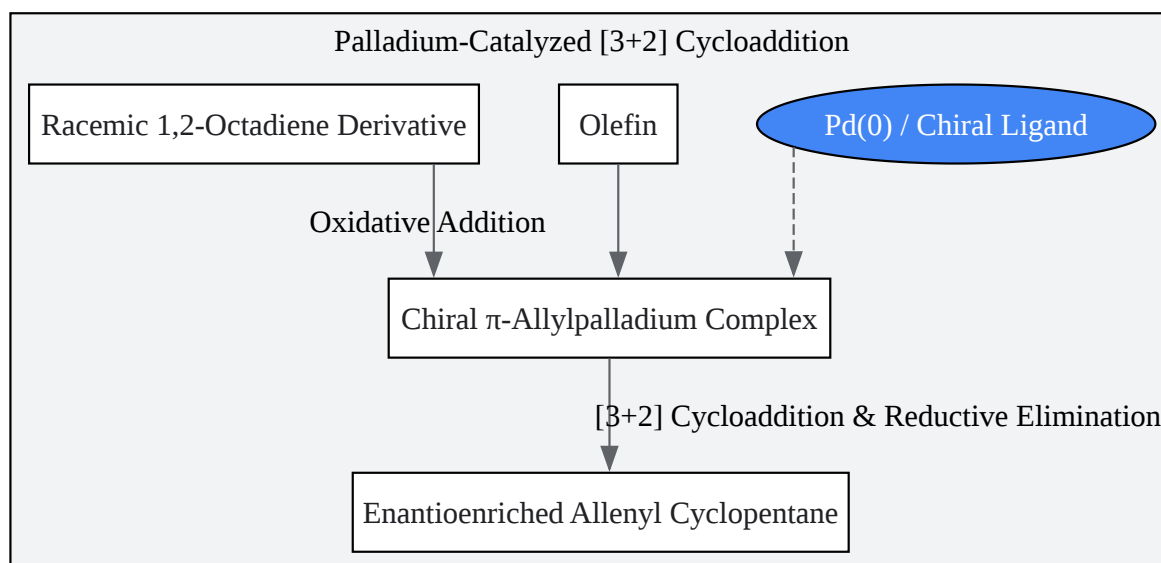 Palladium-Catalyzed [3+2] Cycloaddition
Racemic 1,2-Octadiene Derivative
Olefin
Pd(0) / Chiral Ligand
Oxidative Addition
Chiral π-Allylpalladium Complex
[3+2] Cycloaddition & Reductive Elimination
Enantioenriched Allenyl Cyclopentane